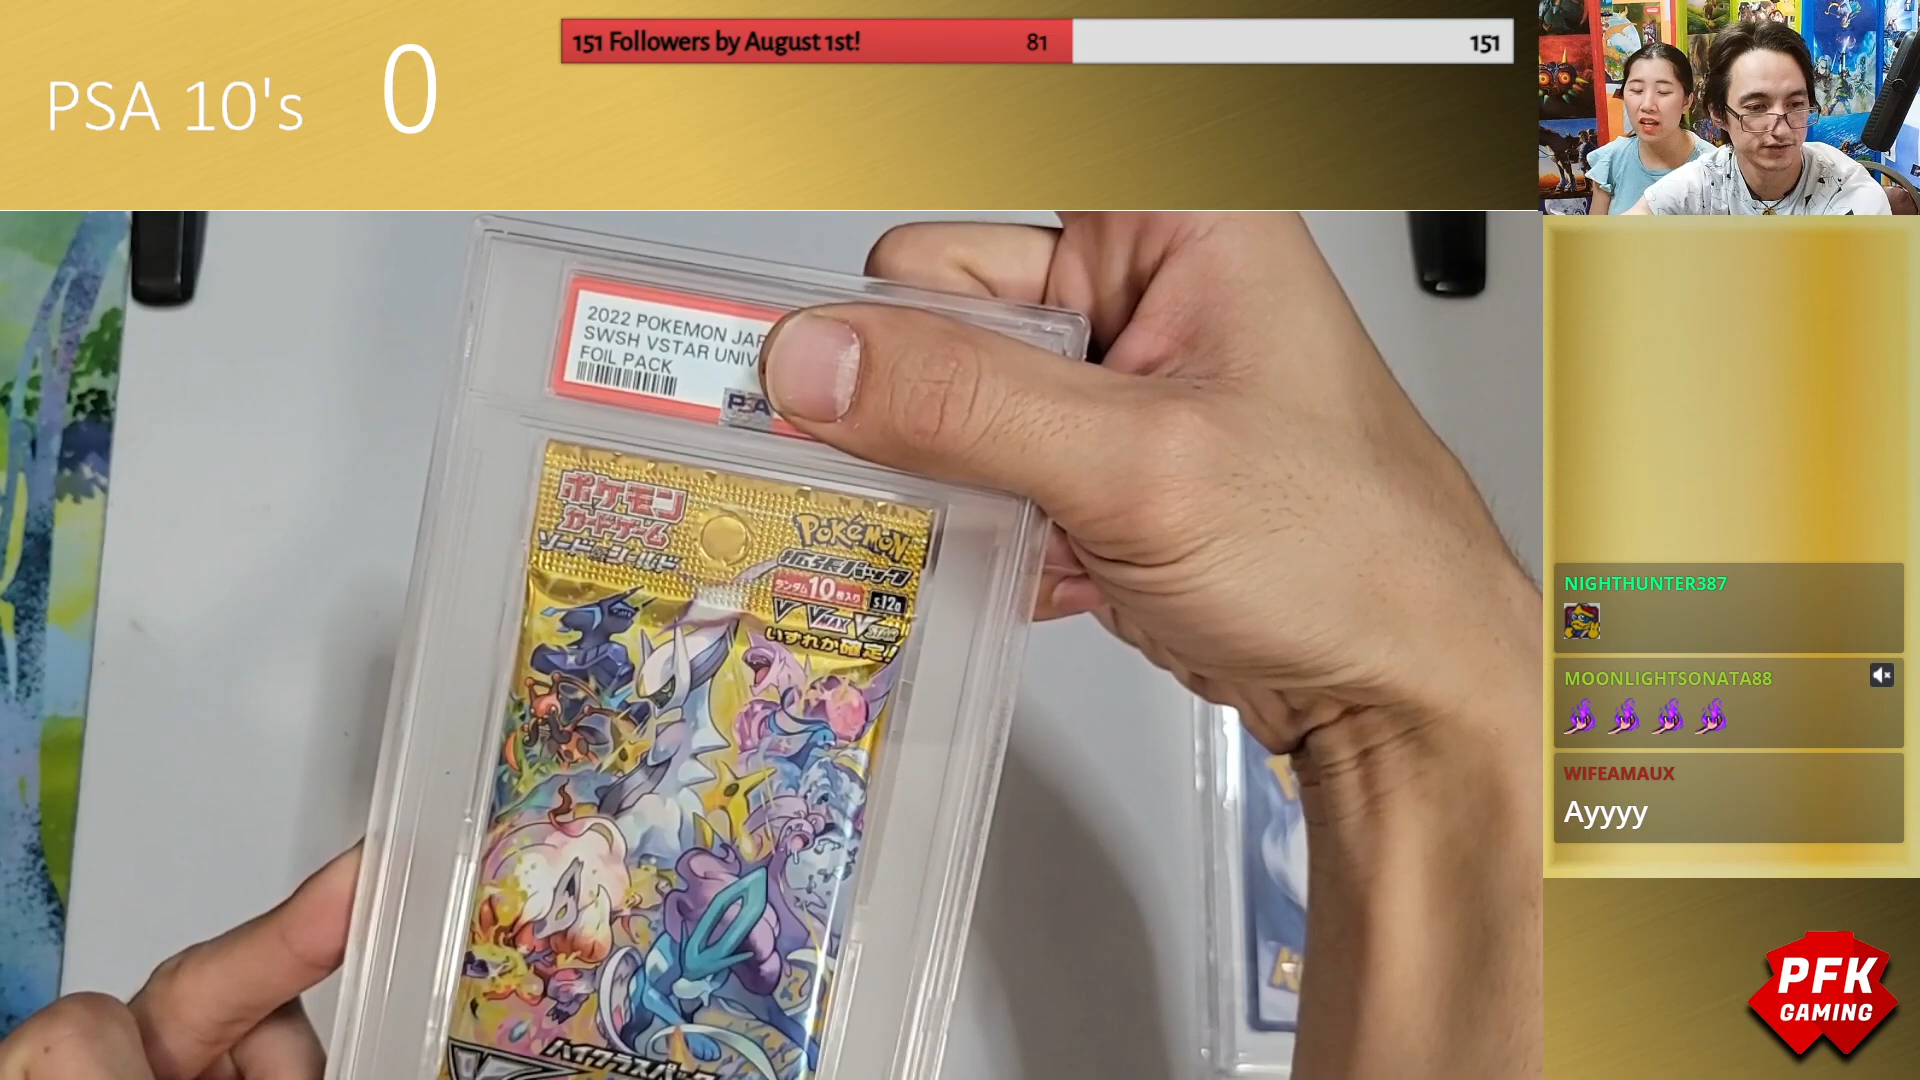 PSA 10's 0
151 Followers by August 1st! 81 151
2022 POKEMON JAP
SWSH VSTAR UNIV
FOIL PACK
PSA
ポケモン
カードゲーム
ソード&シールド
Pokémon
拡張パック
ランダム10枚入り
s12a
V VMAX VSTAR
いずれか確定!
ハイクラスパック
NIGHTHUNTER387
MOONLIGHTSONATA88
WIFEAMAUX
Ayyyy
PFK
GAMING